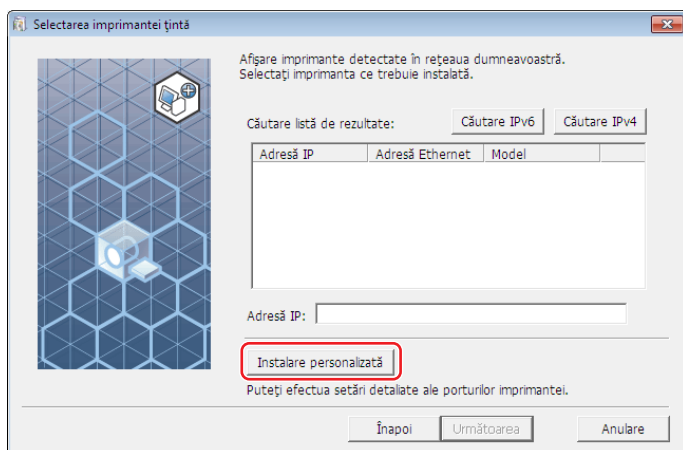 Selectarea imprimantei țintă
Afișare imprimante detectate în rețeaua dumneavoastră.
Selectați imprimanta ce trebuie instalată.
Căutare listă de rezultate:
Căutare IPv6
Căutare IPv4
Adresă IP
Adresă Ethernet
Model
Adresă IP:
Instalare personalizată
Puteți efectua setări detaliate ale porturilor imprimantei.
Înapoi
Următoarea
Anulare